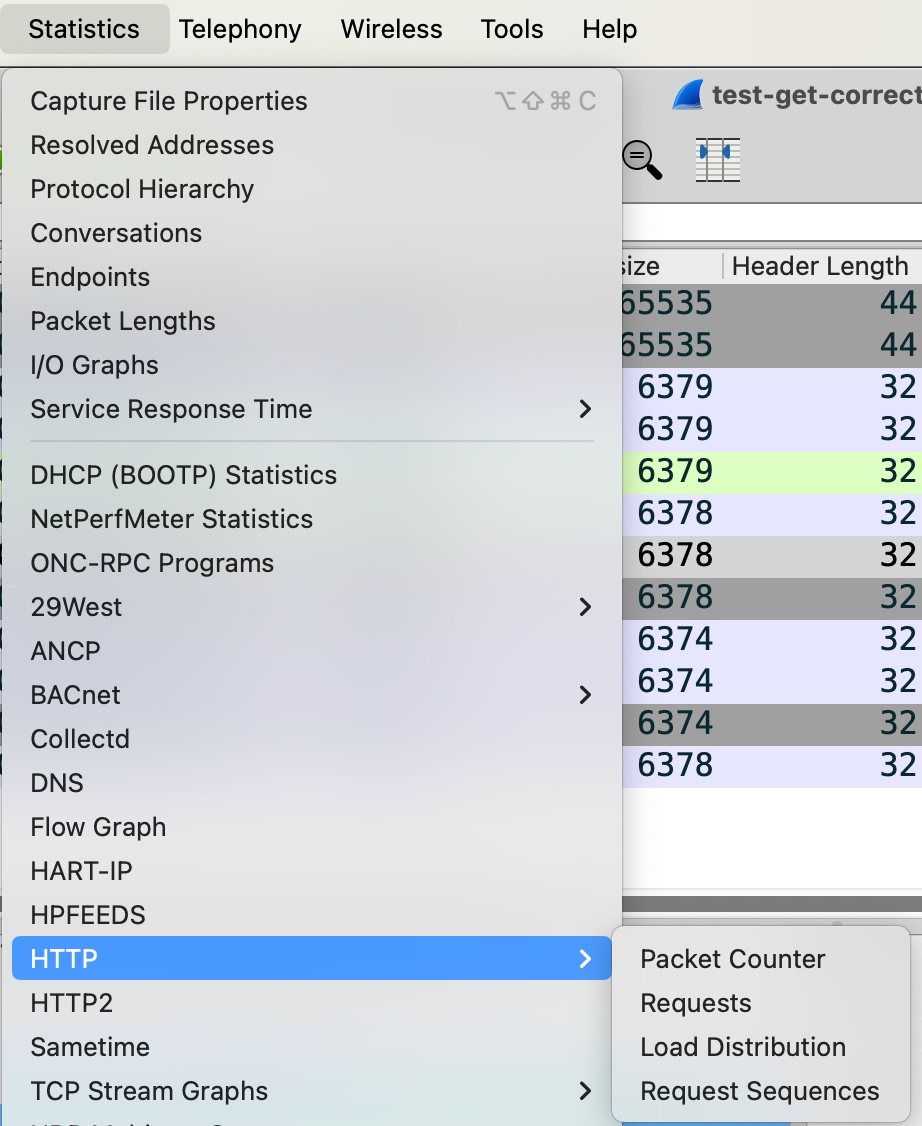 Statistics Telephony Wireless Tools Help
test-get-correct
Capture File Properties ⌥⇧⌘C
Resolved Addresses
Protocol Hierarchy
Conversations
Endpoints
Packet Lengths
I/O Graphs
Service Response Time
DHCP (BOOTP) Statistics
NetPerfMeter Statistics
ONC-RPC Programs
29West
ANCP
BACnet
Collectd
DNS
Flow Graph
HART-IP
HPFEEDS
HTTP
HTTP2
Sametime
TCP Stream Graphs
Packet Counter
Requests
Load Distribution
Request Sequences
size Header Length
65535 44
65535 44
6379 32
6379 32
6379 32
6378 32
6378 32
6378 32
6374 32
6374 32
6374 32
6378 32